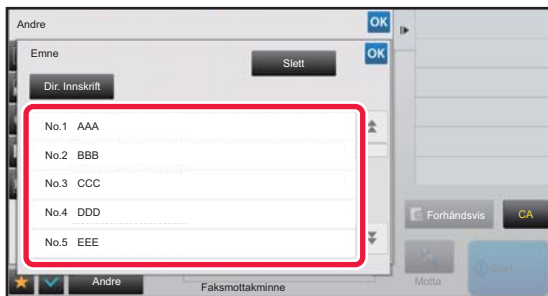 Andre OK
Emne OK
Slett
Dir. Innskrift
No.1 AAA
No.2 BBB
No.3 CCC
No.4 DDD
No.5 EEE
Forhåndsvis CA
Andre
Faksmottakminne
Motta
Start